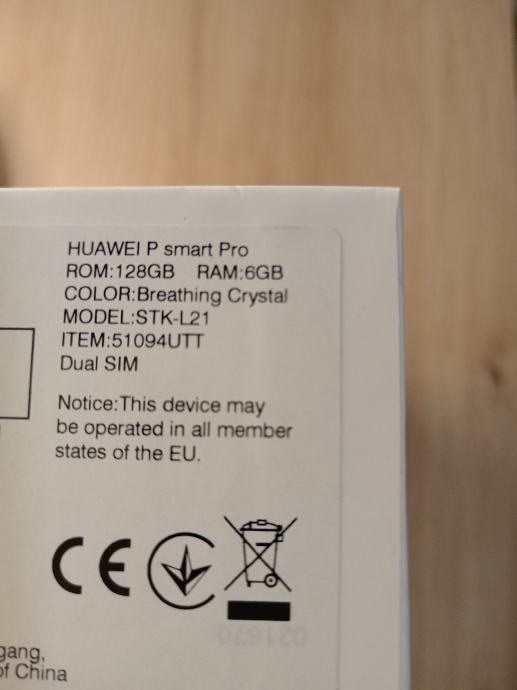 HUAWEI P smart Pro
ROM:128GB RAM:6GB
COLOR:Breathing Crystal
MODEL:STK-L21
ITEM:51094UTT
Dual SIM
Notice:This device may
be operated in all member
states of the EU.
CE
021670
gang,
of China